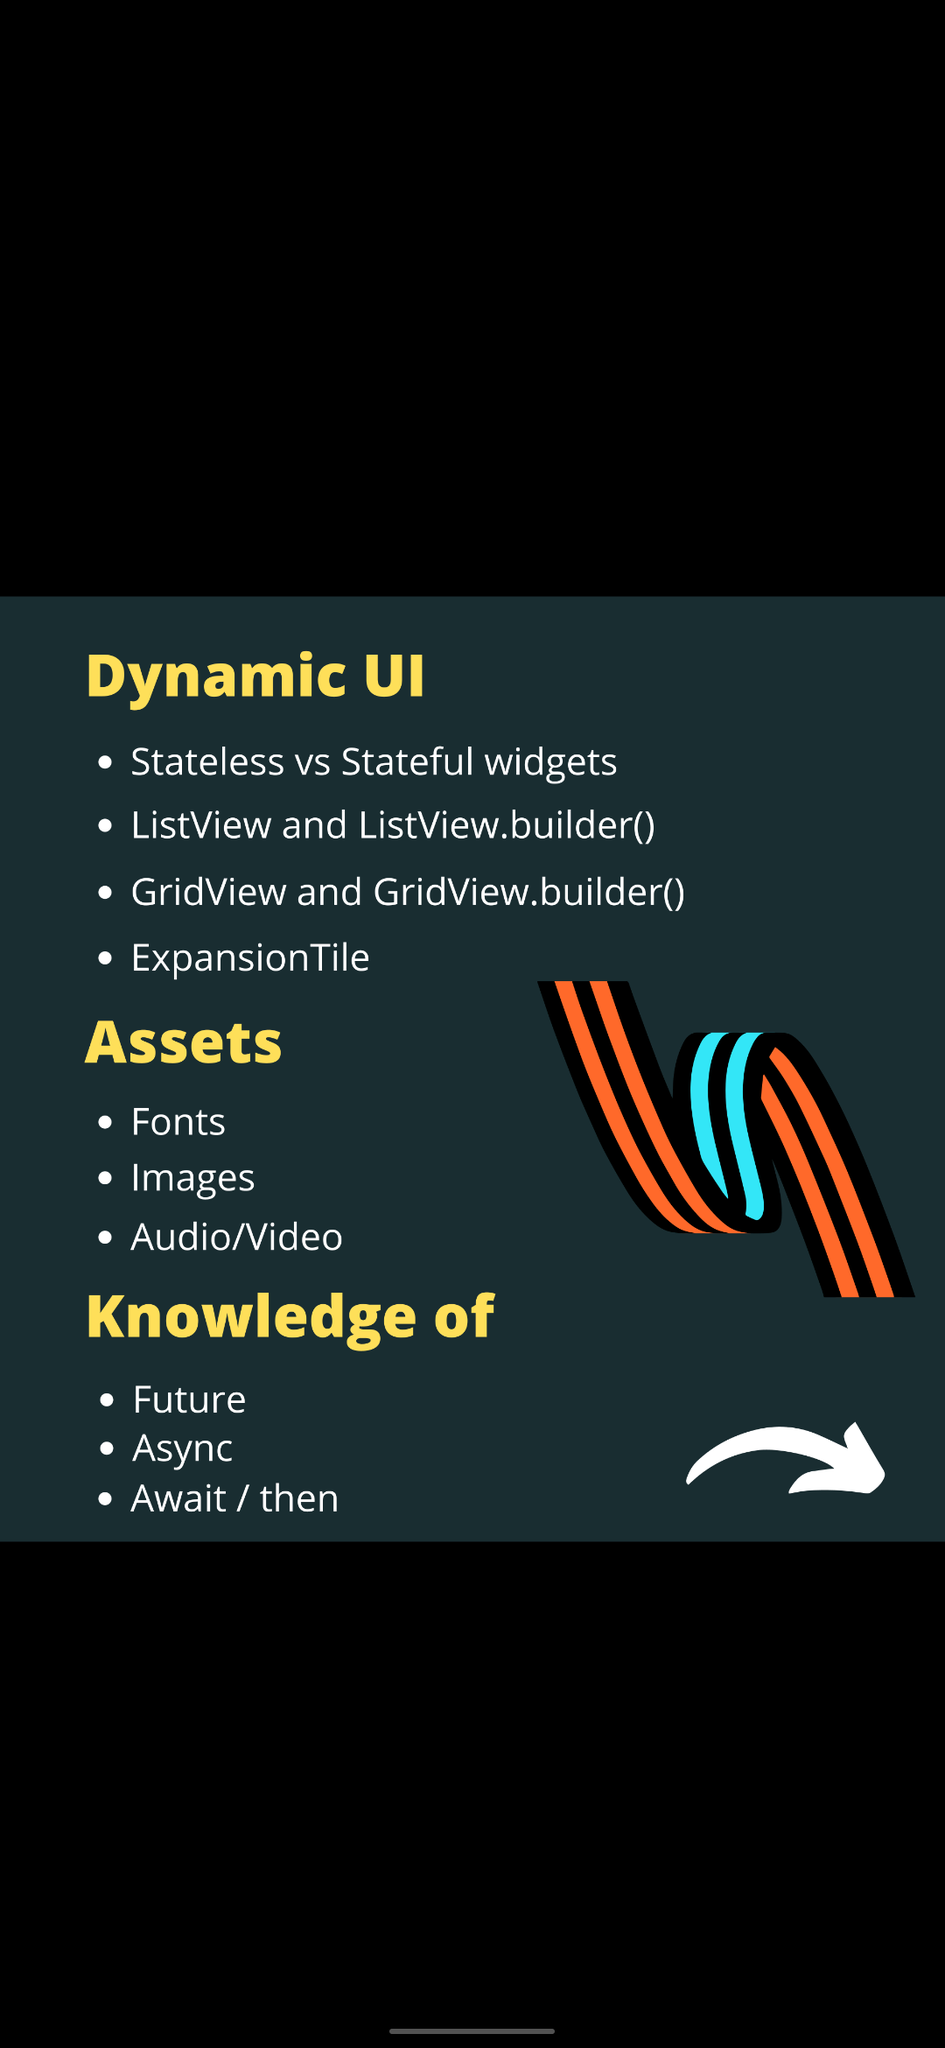 Dynamic UI
Stateless vs Stateful widgets
ListView and ListView.builder()
GridView and GridView.builder()
ExpansionTile
Assets
Fonts
Images
Audio/Video
Knowledge of
Future
Async
Await / then